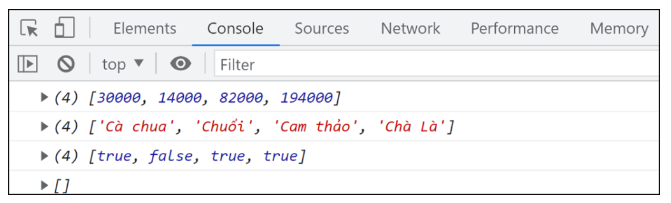 Elements Console Sources Network Performance Memory
top Filter
(4) [30000, 14000, 82000, 194000]
(4) ['Cà chua', 'Chuối', 'Cam thảo', 'Chà Là']
(4) [true, false, true, true]
[]